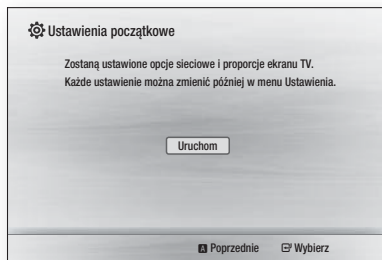 Ustawienia początkowe
Zostaną ustawione opcje sieciowe i proporcje ekranu TV.
Każde ustawienie można zmienić później w menu Ustawienia.
Uruchom
A Poprzednie Wybierz